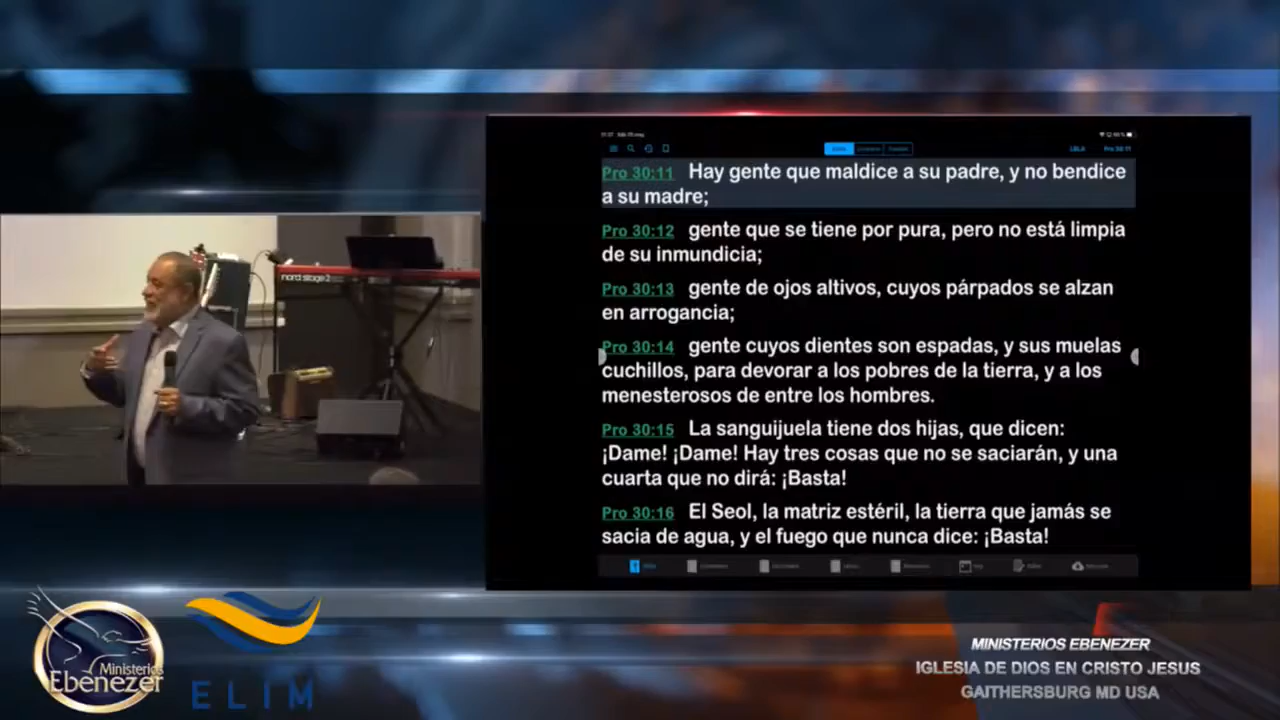 LBLA
Pro 30:11
Pro 30:11 Hay gente que maldice a su padre, y no bendice
a su madre;
Pro 30:12 gente que se tiene por pura, pero no está limpia
de su inmundicia;
Pro 30:13 gente de ojos altivos, cuyos párpados se alzan
en arrogancia;
Pro 30:14 gente cuyos dientes son espadas, y sus muelas
cuchillos, para devorar a los pobres de la tierra, y a los
menesterosos de entre los hombres.
Pro 30:15 La sanguijuela tiene dos hijas, que dicen:
¡Dame! ¡Dame! Hay tres cosas que no se saciarán, y una
cuarta que no dirá: ¡Basta!
Pro 30:16 El Seol, la matriz estéril, la tierra que jamás se
sacia de agua, y el fuego que nunca dice: ¡Basta!
nord stage 2
Ministerios
Ebenezer
ELIM
MINISTERIOS EBENEZER
IGLESIA DE DIOS EN CRISTO JESUS
GAITHERSBURG MD USA